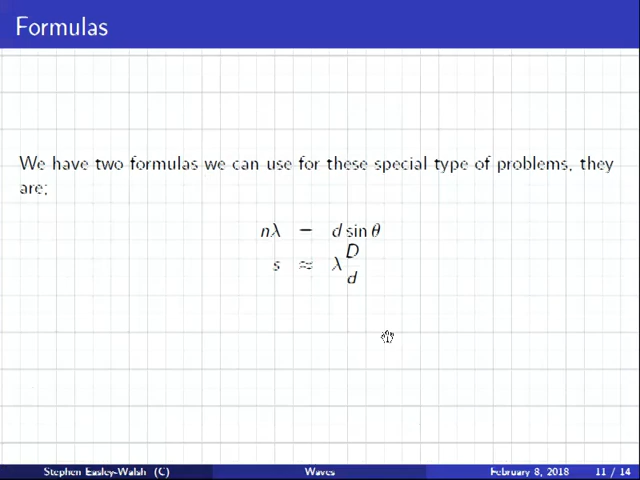 Formulas
We have two formulas we can use for these special type of problems, they
are:
nλ = d sin θ
s ≈ λ D/d
Stephen Easley-Walsh (C) Waves February 8, 2018 11 / 14